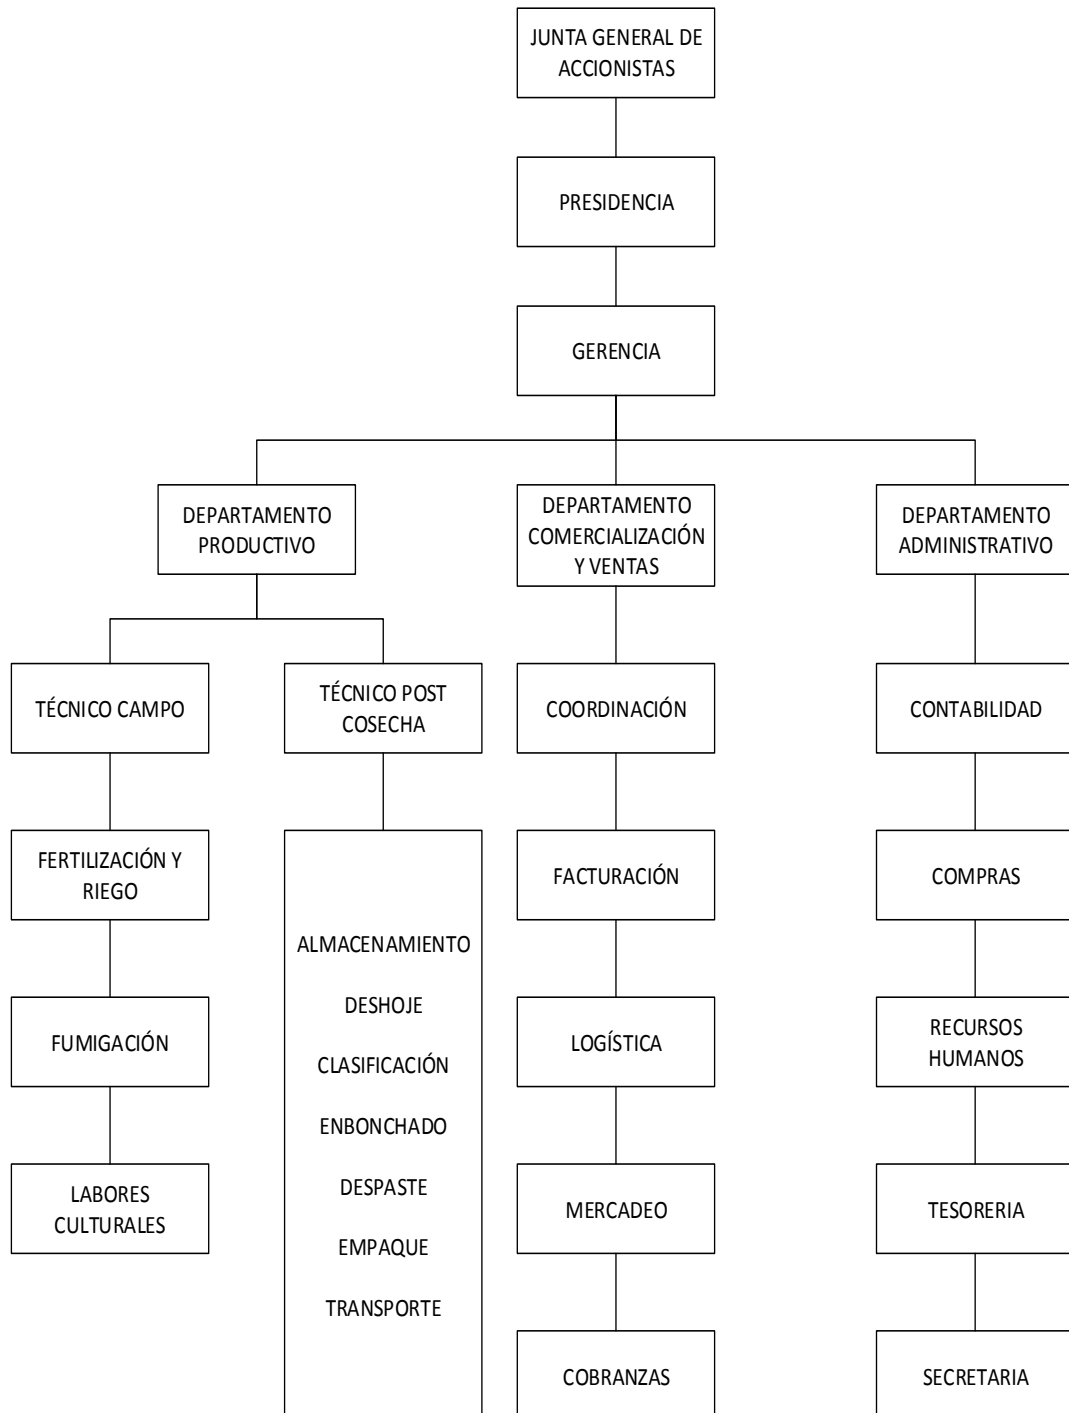 JUNTA GENERAL DE
ACCIONISTAS
PRESIDENCIA
GERENCIA
DEPARTAMENTO
PRODUCTIVO
DEPARTAMENTO
COMERCIALIZACIÓN
Y VENTAS
DEPARTAMENTO
ADMINISTRATIVO
TÉCNICO CAMPO
TÉCNICO POST
COSECHA
COORDINACIÓN
CONTABILIDAD
FERTILIZACIÓN Y
RIEGO
ALMACENAMIENTO
DESHOJE
CLASIFICACIÓN
ENBONCHADO
DESPASTE
EMPAQUE
TRANSPORTE
FACTURACIÓN
COMPRAS
FUMIGACIÓN
LOGÍSTICA
RECURSOS
HUMANOS
LABORES
CULTURALES
MERCADEO
TESORERIA
COBRANZAS
SECRETARIA